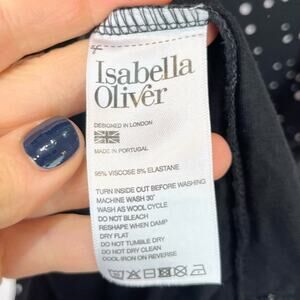 Isabella
Oliver
DESIGNED IN LONDON
MADE IN PORTUGAL
95% VISCOSE 5% ELASTANE
TURN INSIDE OUT BEFORE WASHING
MACHINE WASH 30°
WASH AS WOOL CYCLE
DO NOT BLEACH
RESHAPE WHEN DAMP
DRY FLAT
DO NOT TUMBLE DRY
DO NOT DRY CLEAN
COOL IRON ON REVERSE